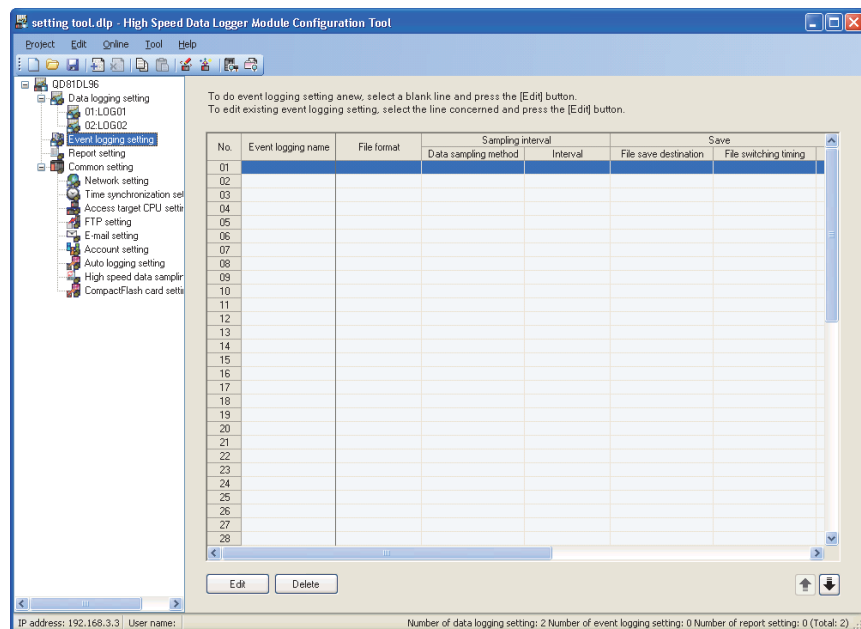 setting tool.dlp - High Speed Data Logger Module Configuration Tool
Project Edit Online Tool Help
QD81DL96
Data logging setting
01:LOG01
02:LOG02
Event logging setting
Report setting
Common setting
Network setting
Time synchronization set
Access target CPU settin
FTP setting
E-mail setting
Account setting
Auto logging setting
High speed data samplin
CompactFlash card settin
To do event logging setting anew, select a blank line and press the [Edit] button.
To edit existing event logging setting, select the line concerned and press the [Edit] button.
No. Event logging name File format Sampling interval Save
Data sampling method Interval File save destination File switching timing
01
02
03
04
05
06
07
08
09
10
11
12
13
14
15
16
17
18
19
20
21
22
23
24
25
26
27
28
Edit Delete
IP address: 192.168.3.3 User name: Number of data logging setting: 2 Number of event logging setting: 0 Number of report setting: 0 (Total: 2)